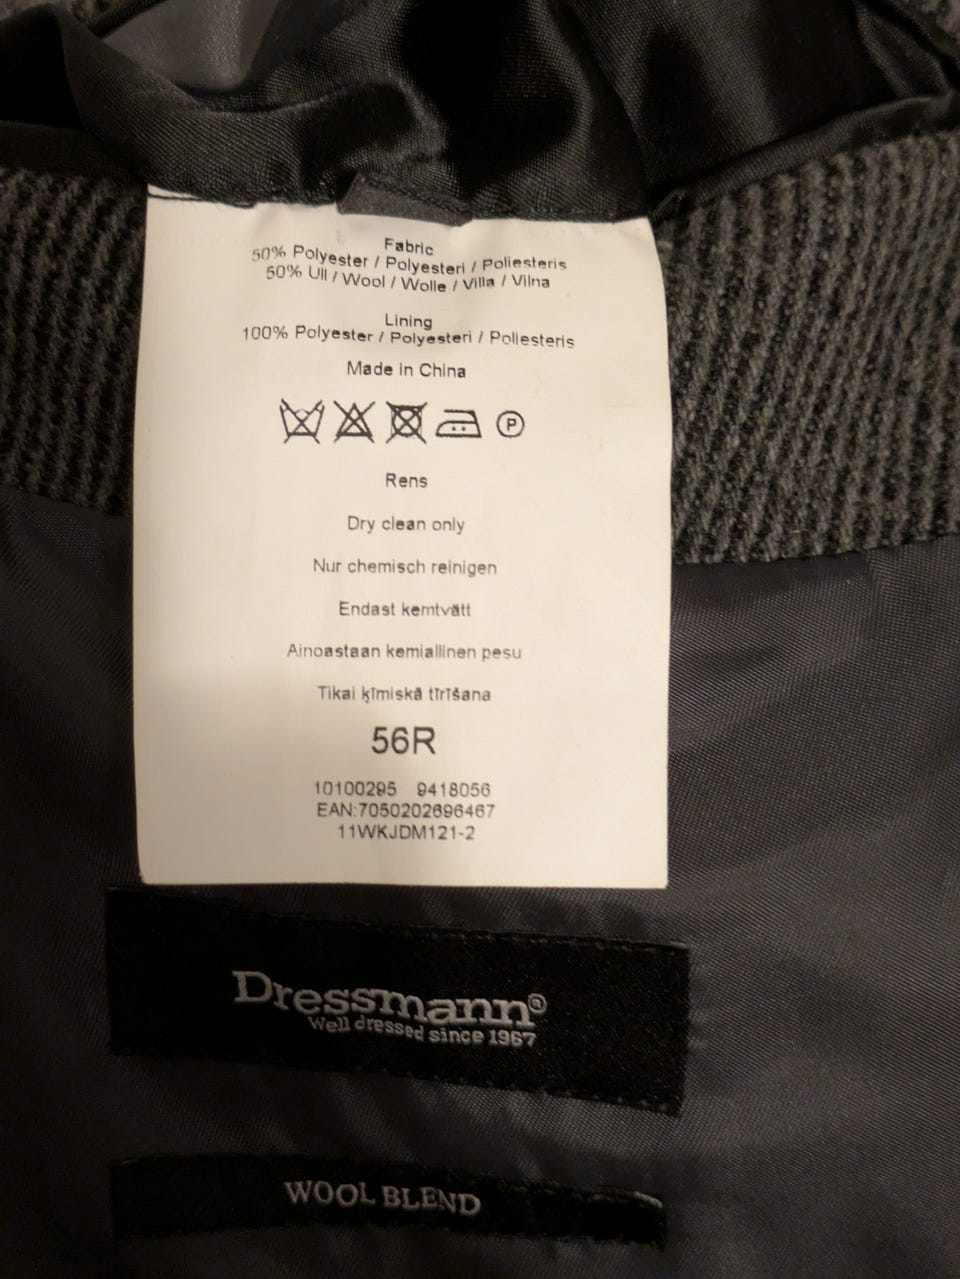 Fabric
50% Polyester / Polyesteri / Poliesteris
50% Ull / Wool / Wolle / Villa / Vilna
Lining
100% Polyester / Polyesteri / Poliesteris
Made in China
P
Rens
Dry clean only
Nur chemisch reinigen
Endast kemtvätt
Ainoastaan kemiallinen pesu
Tikai ķīmiskā tīrīšana
56R
10100295 9418056
EAN:7050202696467
11WKJDM121-2
Dressmann®
Well dressed since 1967
WOOL BLEND